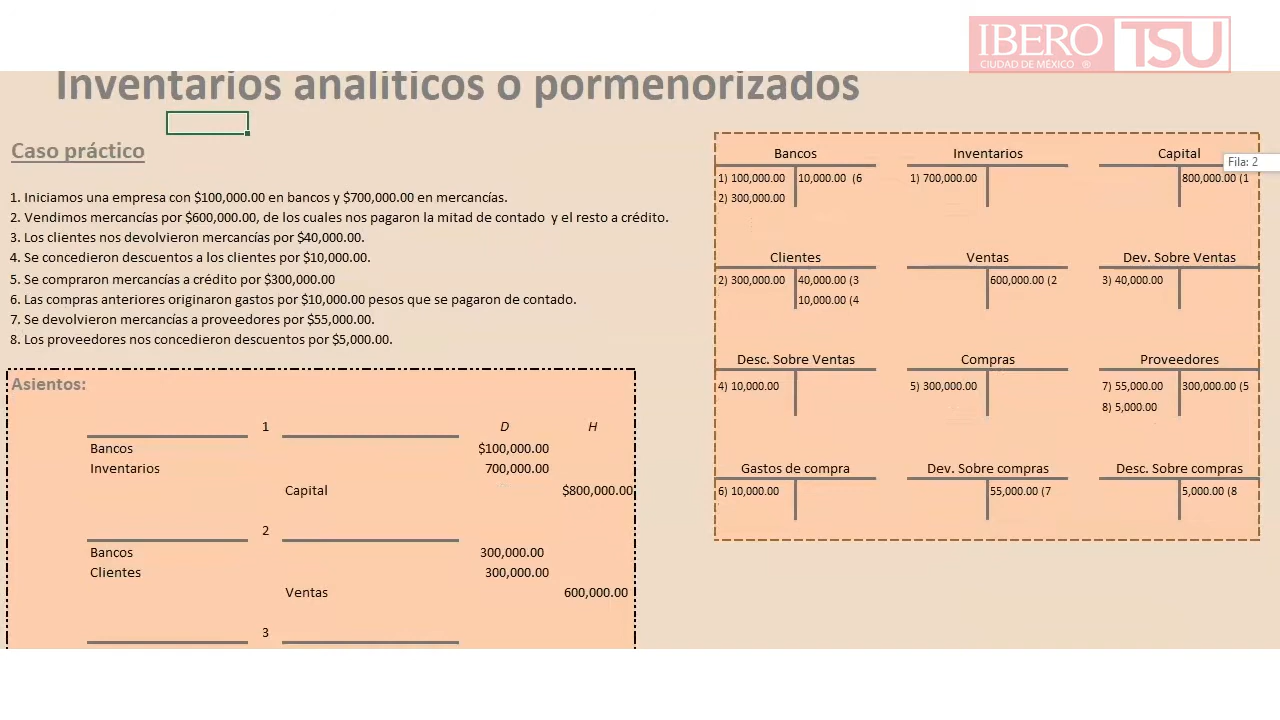 IBERO TSU
CIUDAD DE MÉXICO ®
Inventarios analíticos o pormenorizados
Caso práctico
1. Iniciamos una empresa con $100,000.00 en bancos y $700,000.00 en mercancías.
2. Vendimos mercancías por $600,000.00, de los cuales nos pagaron la mitad de contado y el resto a crédito.
3. Los clientes nos devolvieron mercancías por $40,000.00.
4. Se concedieron descuentos a los clientes por $10,000.00.
5. Se compraron mercancías a crédito por $300,000.00
6. Las compras anteriores originaron gastos por $10,000.00 pesos que se pagaron de contado.
7. Se devolvieron mercancías a proveedores por $55,000.00.
8. Los proveedores nos concedieron descuentos por $5,000.00.
Asientos:
1 D H
Bancos $100,000.00
Inventarios 700,000.00
Capital $800,000.00
2
Bancos 300,000.00
Clientes 300,000.00
Ventas 600,000.00
3
Bancos Inventarios Capital
Fila: 2
1) 100,000.00 10,000.00 (6 1) 700,000.00 800,000.00 (1
2) 300,000.00
Clientes Ventas Dev. Sobre Ventas
2) 300,000.00 40,000.00 (3 600,000.00 (2 3) 40,000.00
10,000.00 (4
Desc. Sobre Ventas Compras Proveedores
4) 10,000.00 5) 300,000.00 7) 55,000.00 300,000.00 (5
8) 5,000.00
Gastos de compra Dev. Sobre compras Desc. Sobre compras
6) 10,000.00 55,000.00 (7 5,000.00 (8